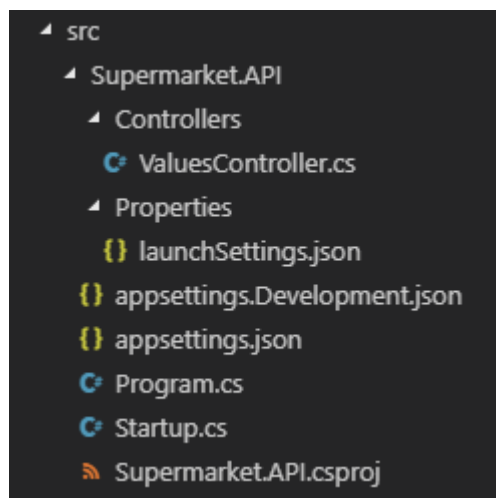 src
Supermarket.API
Controllers
C# ValuesController.cs
Properties
{} launchSettings.json
{} appsettings.Development.json
{} appsettings.json
C# Program.cs
C# Startup.cs
Supermarket.API.csproj